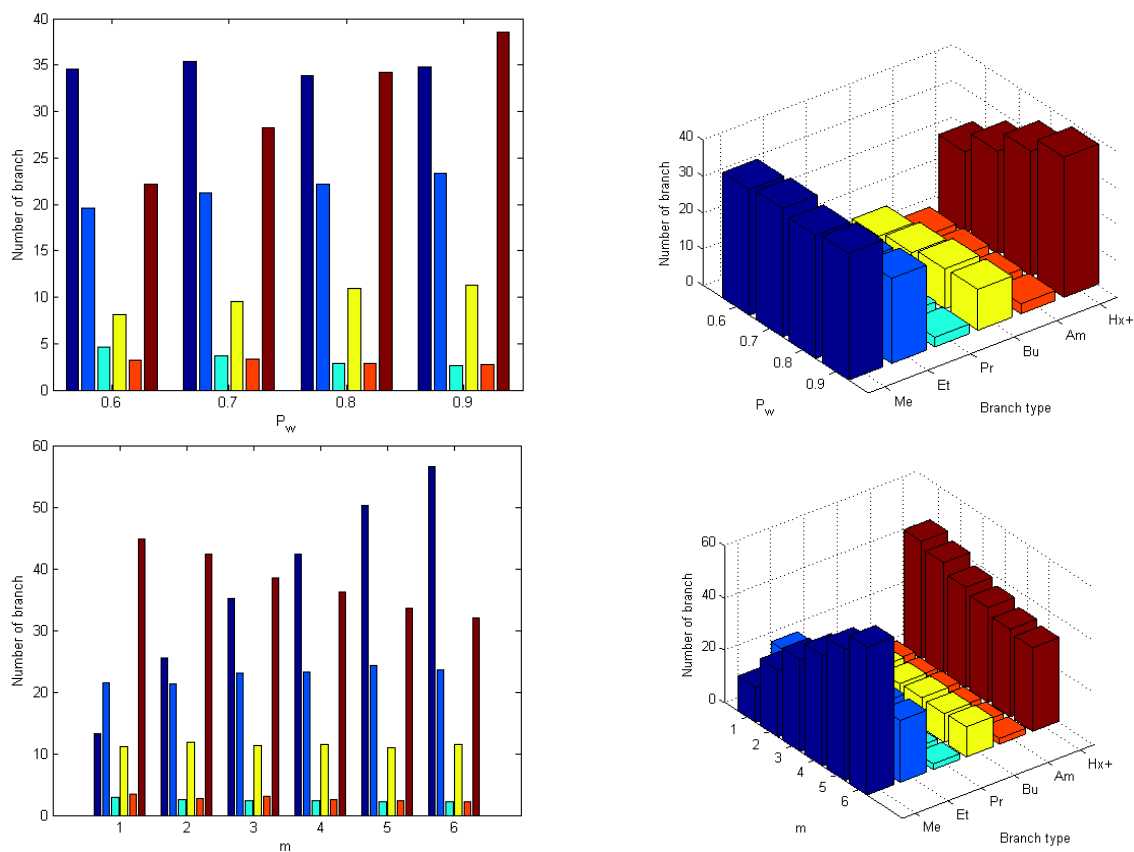 40
35
30
25
20
15
10
5
0
Number of branch
0.6 0.7 0.8 0.9
P_w
40
30
20
10
0
Number of branch
0.6
0.7
0.8
0.9
P_w
Me
Et
Pr
Bu
Am
Hx+
Branch type
60
50
40
30
20
10
0
Number of branch
1 2 3 4 5 6
m
60
40
20
0
Number of branch
1
2
3
4
5
6
m
Me
Et
Pr
Bu
Am
Hx+
Branch type